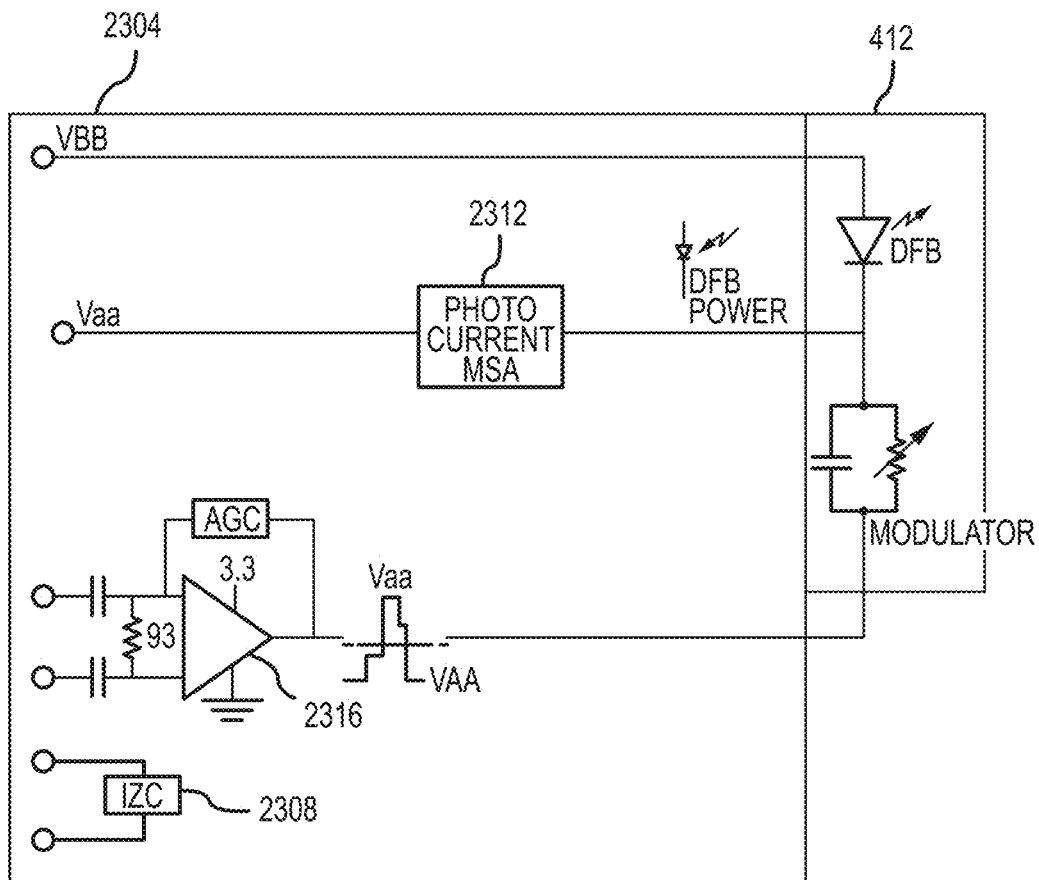 2304
412
VBB
2312
DFB
Vaa
PHOTO
CURRENT
MSA
DFB
POWER
AGC
MODULATOR
3.3
Vaa
93
VAA
2316
IZC
2308